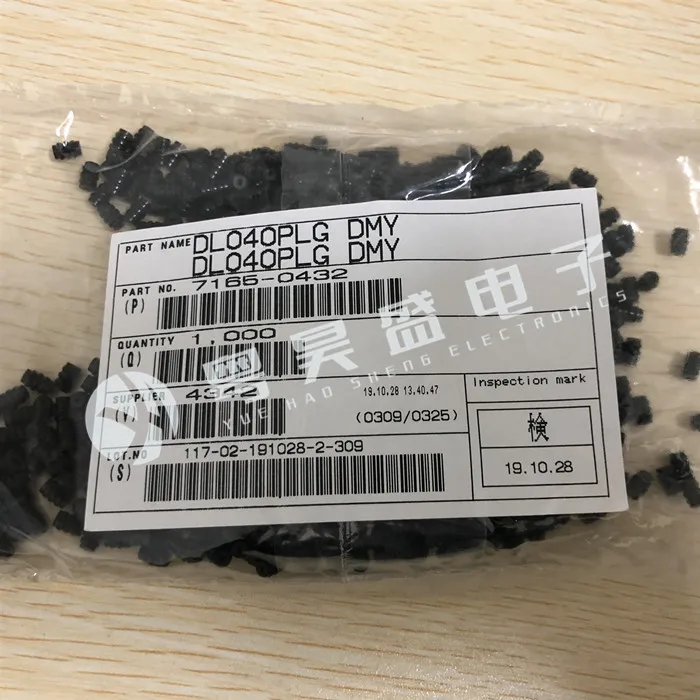 PART NAME DL040PLG DMY
DL040PLG DMY
PART NO. 7165-0432
(P)
QUANTITY 1,000
(Q)
SUPPLIER 4342 19.10.28 13.40.47
(V) (0309/0325)
LOT.NO 117-02-191028-2-309
(S)
Inspection mark
検
19.10.28
粤昊盛电子
YUE HAO SHENG ELECTRONICS